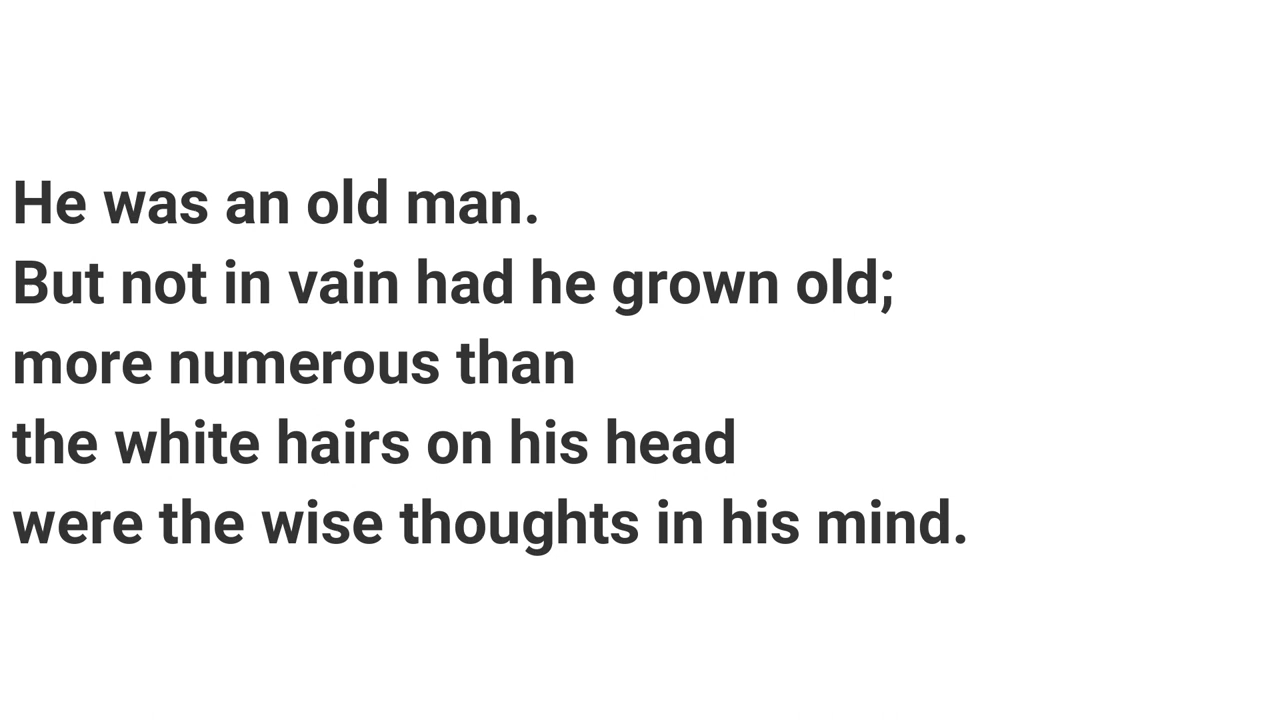 He was an old man.
But not in vain had he grown old;
more numerous than
the white hairs on his head
were the wise thoughts in his mind.